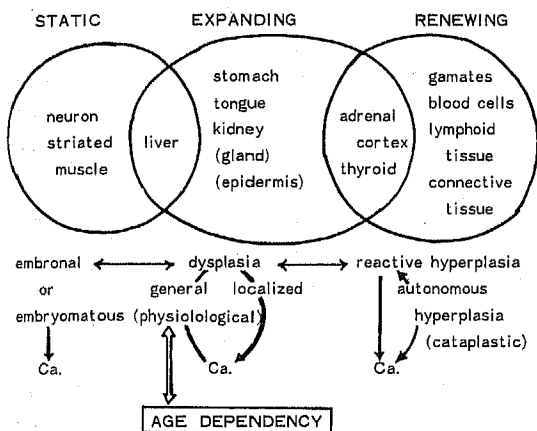 STATIC EXPANDING RENEWING
neuron
striated
muscle
liver
stomach
tongue
kidney
(gland)
(epidermis)
adrenal
cortex
thyroid
gamates
blood cells
lymphoid
tissue
connective
tissue
embronal dysplasia reactive hyperplasia
or general localized autonomous
embryomatous (physiolological) hyperplasia
(cataplastic)
Ca. Ca. Ca.
AGE DEPENDENCY